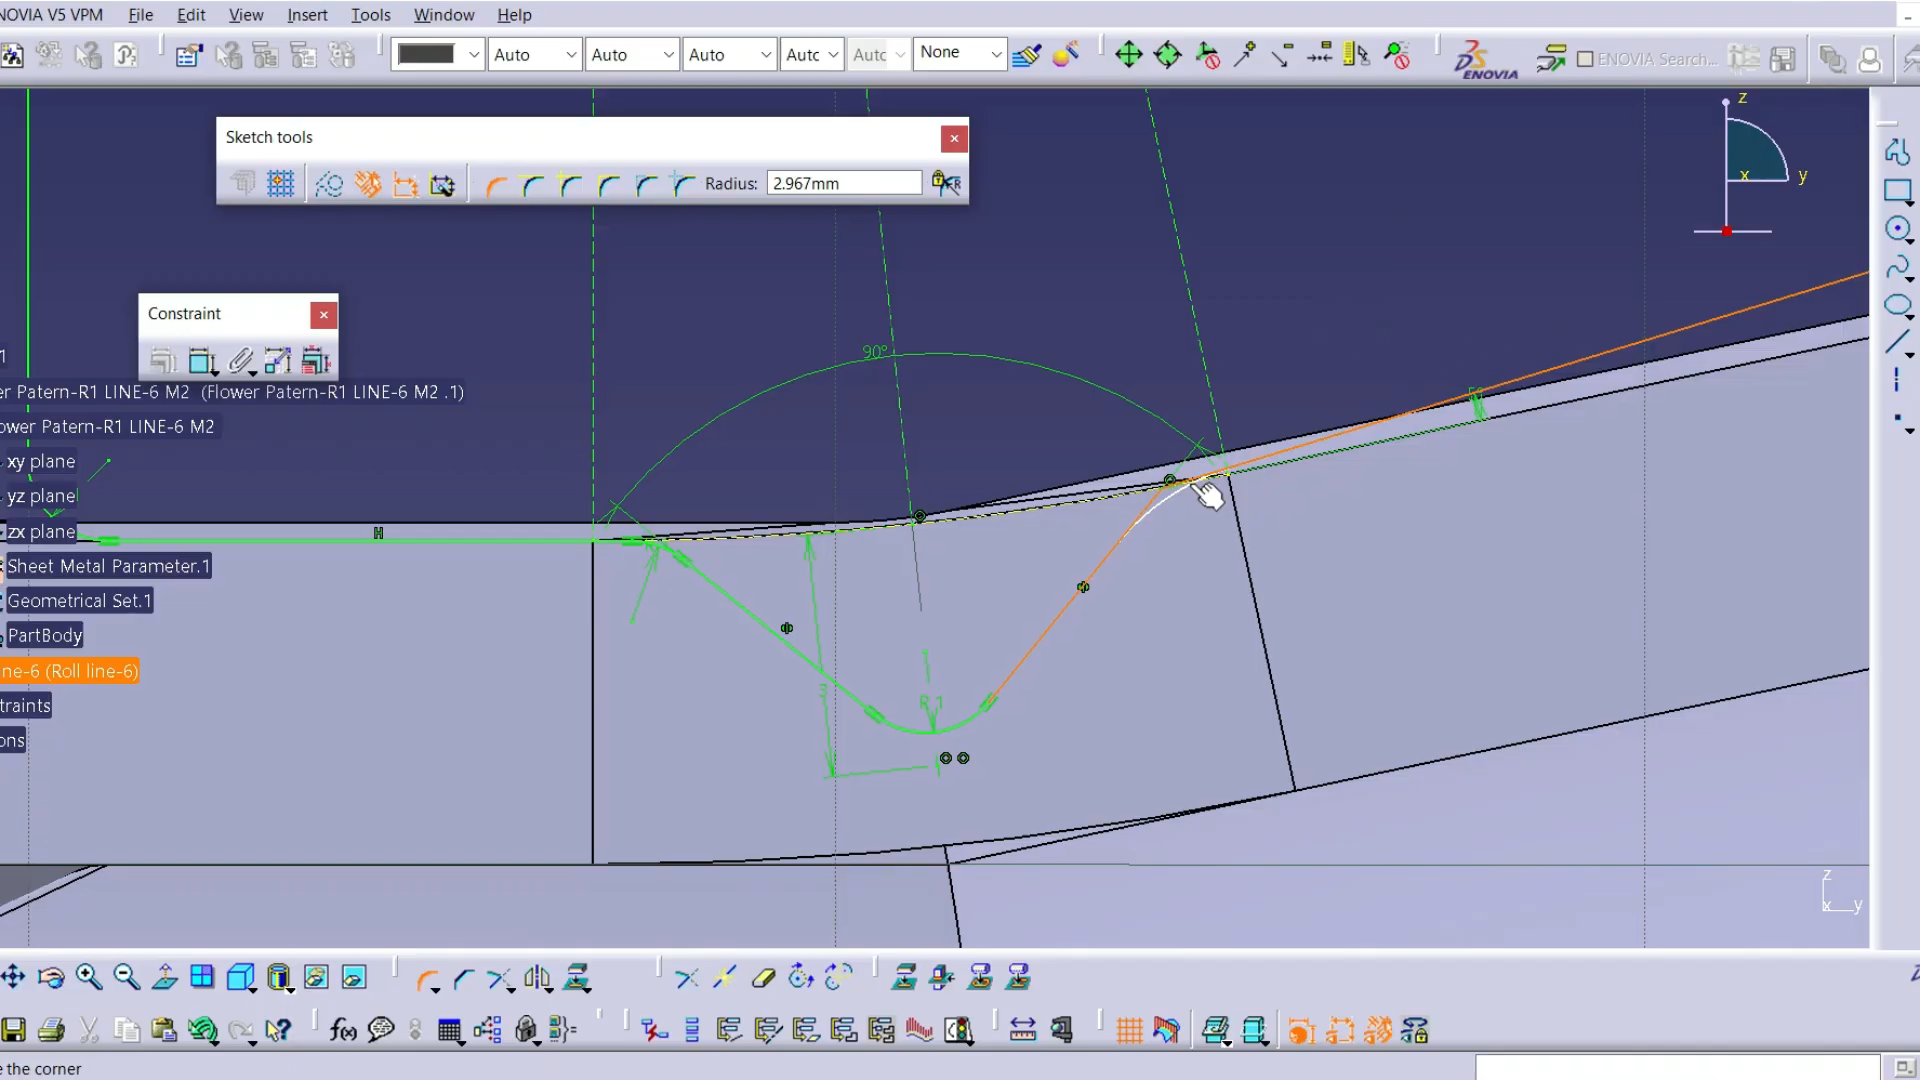 NOVIA V5 VPM File Edit View Insert Tools Window Help
Auto Auto Auto Autc Autc None
ENOVIA
ENOVIA Search...
Sketch tools
Radius: 2.967mm
z
x
y
Constraint
90°
er Patern-R1 LINE-6 M2 (Flower Patern-R1 LINE-6 M2 .1)
ower Patern-R1 LINE-6 M2
xy plane
yz plane
zx plane
H
Sheet Metal Parameter.1
Geometrical Set.1
PartBody
ne-6 (Roll line-6)
R 1
3
traints
ons
z
x y
f(x)
e the corner